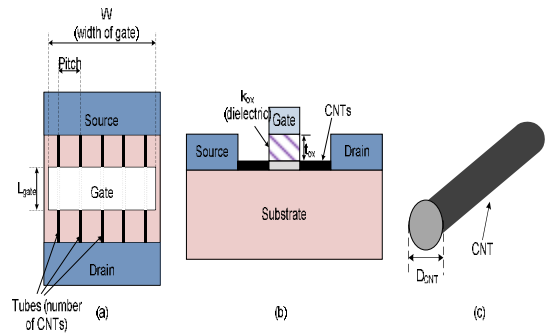 W
(width of gate)
Pitch
Source
Lgate
Gate
Drain
Tubes (number
of CNTs)
(a)
kox
(dielectric)
CNTs
Gate
tox
Source
Drain
Substrate
(b)
DCNT
CNT
(c)